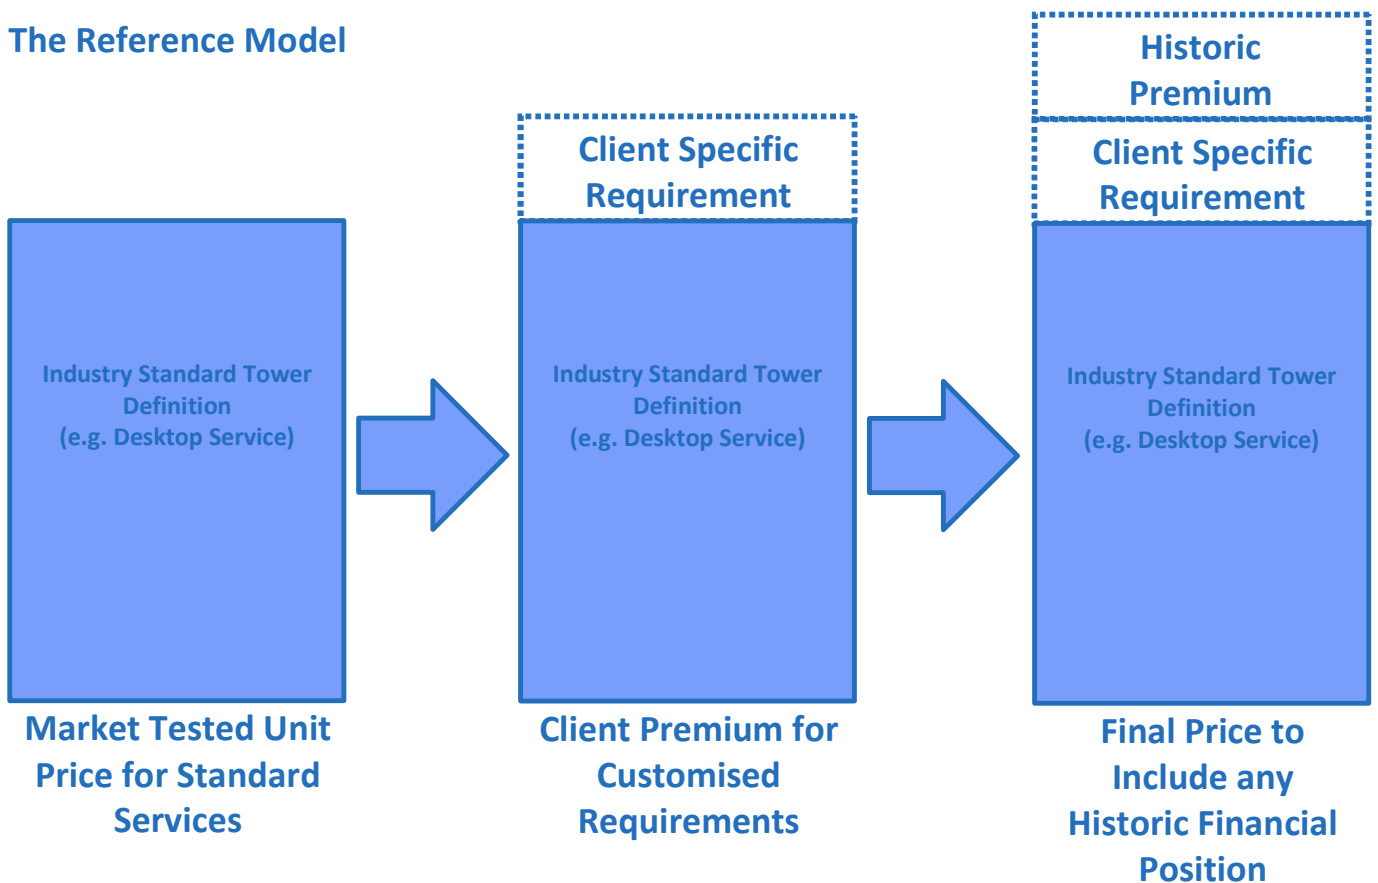 The Reference Model
Industry Standard Tower
Definition
(e.g. Desktop Service)
Market Tested Unit
Price for Standard
Services
Client Specific
Requirement
Industry Standard Tower
Definition
(e.g. Desktop Service)
Client Premium for
Customised
Requirements
Historic
Premium
Client Specific
Requirement
Industry Standard Tower
Definition
(e.g. Desktop Service)
Final Price to
Include any
Historic Financial
Position